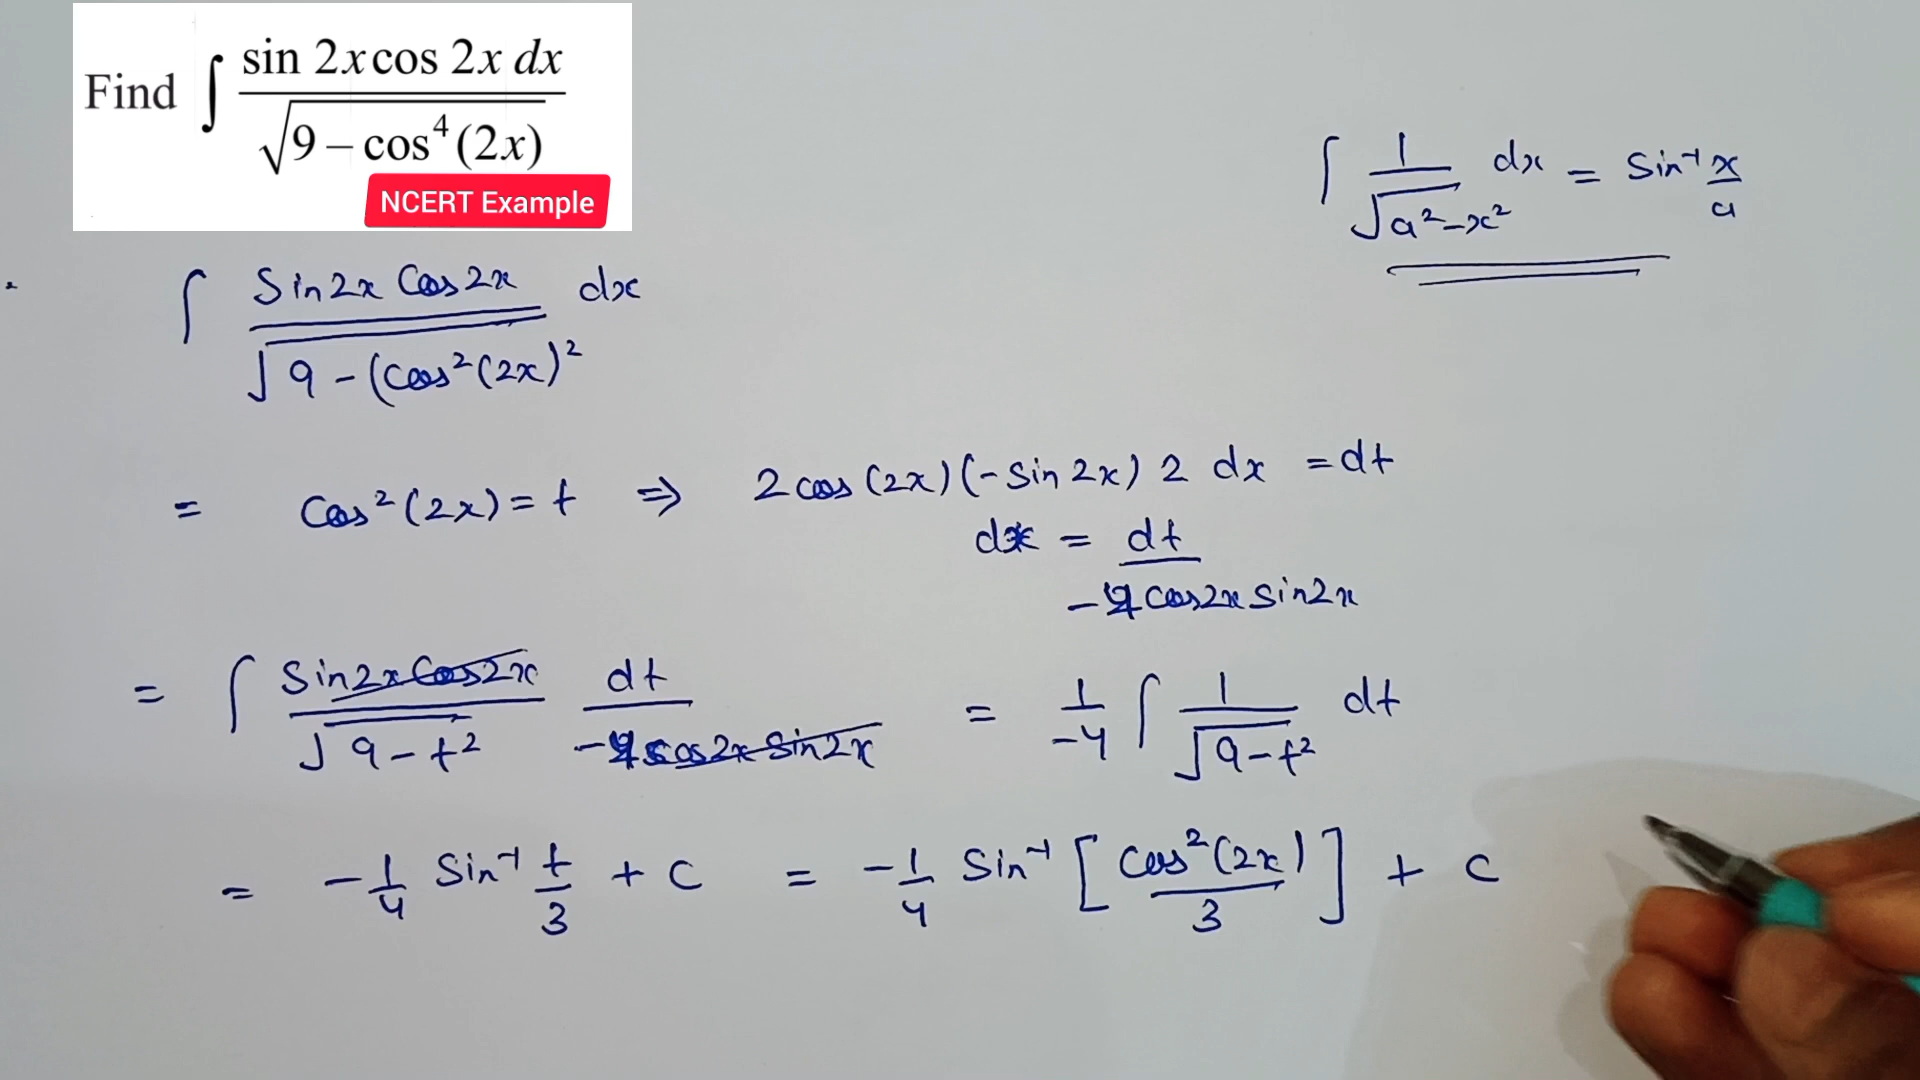 Find ∫ sin 2x cos 2x dx / √9 – cos⁴ (2x)
NCERT Example
∫ 1 / √a² – x² dx = Sin⁻¹ x / a
∫ Sin2x Cos2x / √9 – (cos²(2x)² dx
= Cos²(2x) = t ⇒ 2 cos (2x) (– Sin 2x) 2 dx = dt
dx = dt / –4 Cos2x Sin2x
= ∫ Sin2x Cos2x / √9 – t² dt / –4 cos2x Sin2x = 1 / –4 ∫ 1 / √9 – t² dt
= – 1/4 Sin⁻¹ t/3 + C = – 1/4 Sin⁻¹ [ Cos²(2x) / 3 ] + C